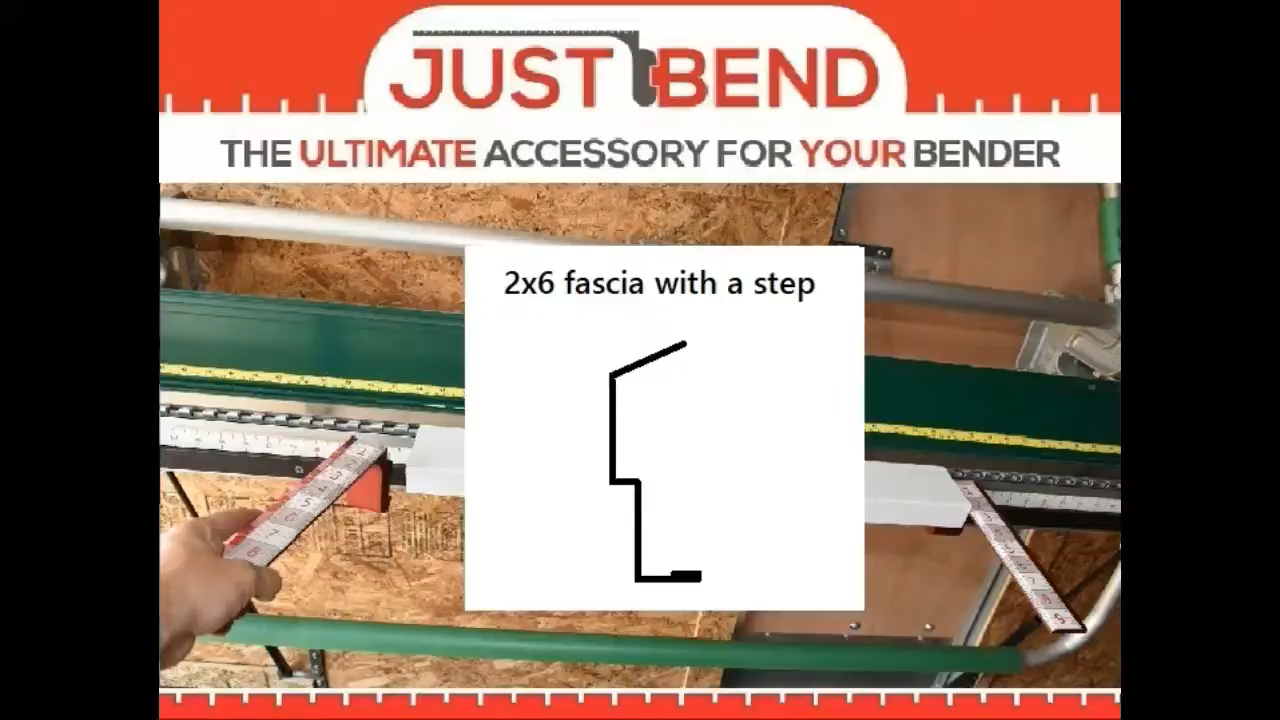 JUST BEND
THE ULTIMATE ACCESSORY FOR YOUR BENDER
2x6 fascia with a step